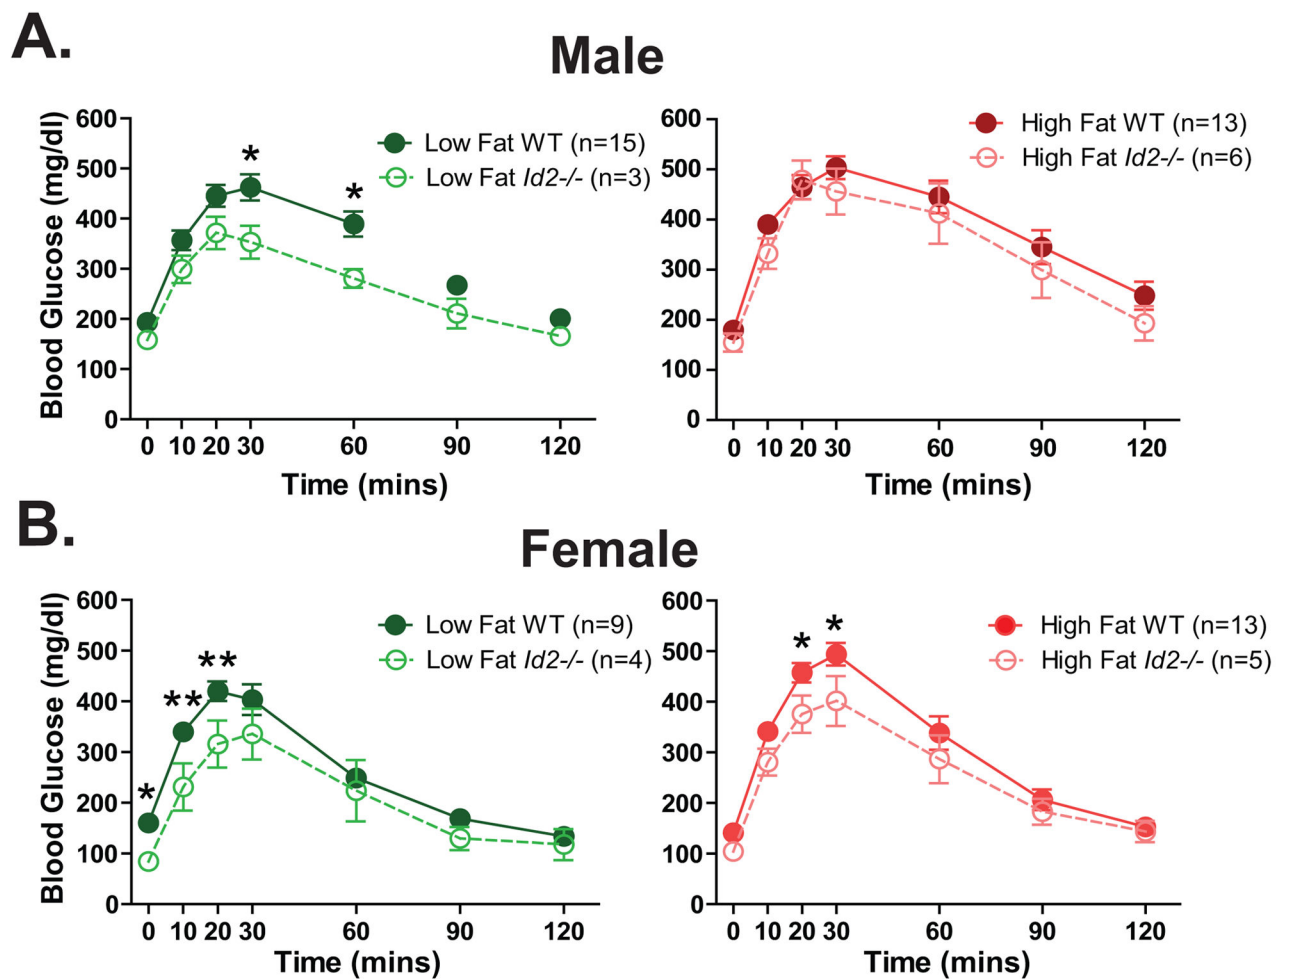 A.
Male
Blood Glucose (mg/dl)
600
500
400
300
200
100
0
*
*
Low Fat WT (n=15)
Low Fat Id2-/- (n=3)
0 10 20 30 60 90 120
Time (mins)
600
500
400
300
200
100
0
High Fat WT (n=13)
High Fat Id2-/- (n=6)
0 10 20 30 60 90 120
Time (mins)
B.
Female
Blood Glucose (mg/dl)
600
500
400
300
200
100
0
*
**
**
Low Fat WT (n=9)
Low Fat Id2-/- (n=4)
0 10 20 30 60 90 120
Time (mins)
600
500
400
300
200
100
0
*
*
High Fat WT (n=13)
High Fat Id2-/- (n=5)
0 10 20 30 60 90 120
Time (mins)